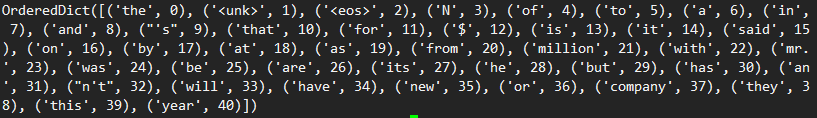 OrderedDict([('the', 0), ('<unk>', 1), ('<eos>', 2), ('N', 3), ('of', 4), ('to', 5), ('a', 6), ('in',
 7), ('and', 8), ("'s", 9), ('that', 10), ('for', 11), ('$', 12), ('is', 13), ('it', 14), ('said', 15
), ('on', 16), ('by', 17), ('at', 18), ('as', 19), ('from', 20), ('million', 21), ('with', 22), ('mr.
', 23), ('was', 24), ('be', 25), ('are', 26), ('its', 27), ('he', 28), ('but', 29), ('has', 30), ('an
', 31), ("n't", 32), ('will', 33), ('have', 34), ('new', 35), ('or', 36), ('company', 37), ('they', 3
8), ('this', 39), ('year', 40)])